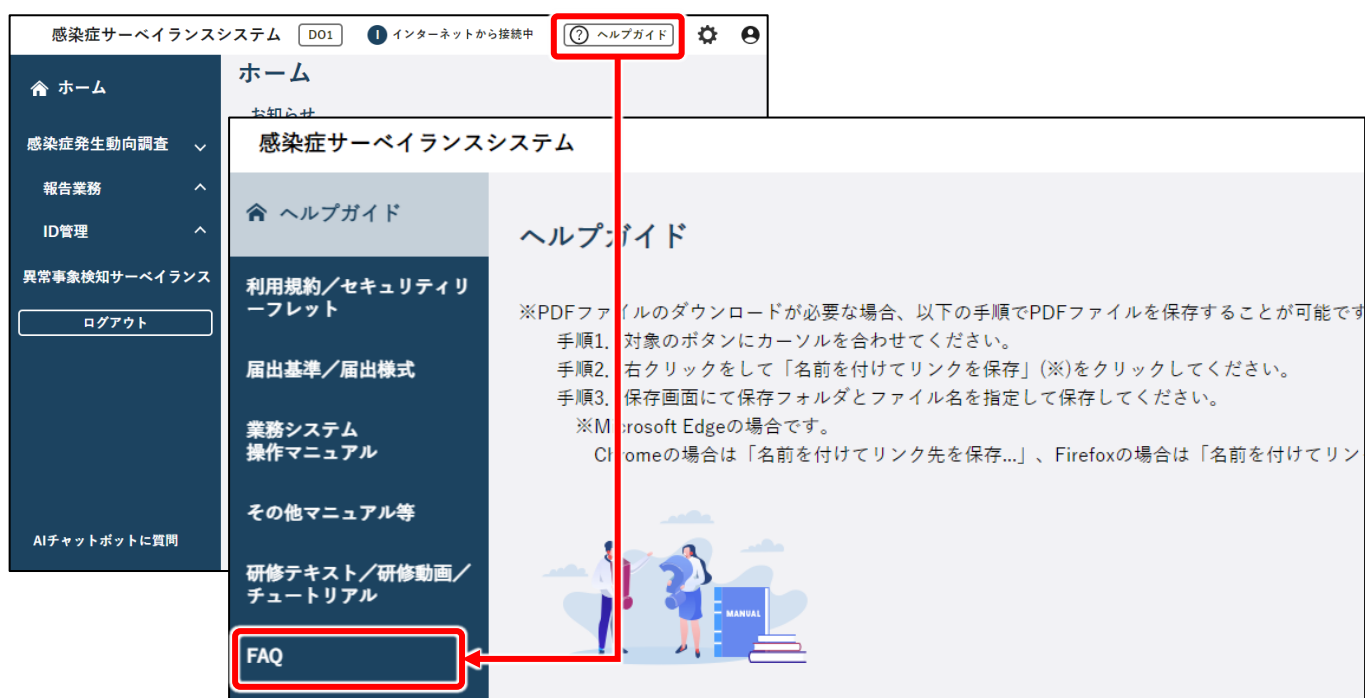 感染症サーベイランスシステム DO1 I インターネットから接続中 ? ヘルプガイド
ホーム
感染症発生動向調査
報告業務
ID管理
異常事象検知サーベイランス
ログアウト
AIチャットボットに質問
ホーム
お知らせ
感染症サーベイランスシステム
ヘルプガイド
利用規約／セキュリティリ
ーフレット
届出基準／届出様式
業務システム
操作マニュアル
その他マニュアル等
研修テキスト／研修動画／
チュートリアル
FAQ
ヘルプガイド
※PDFファイルのダウンロードが必要な場合、以下の手順でPDFファイルを保存することが可能です
手順1. 対象のボタンにカーソルを合わせてください。
手順2. 右クリックをして「名前を付けてリンクを保存」(※)をクリックしてください。
手順3. 保存画面にて保存フォルダとファイル名を指定して保存してください。
※Microsoft Edgeの場合です。
Chromeの場合は「名前を付けてリンク先を保存...」、Firefoxの場合は「名前を付けてリン
MANUAL